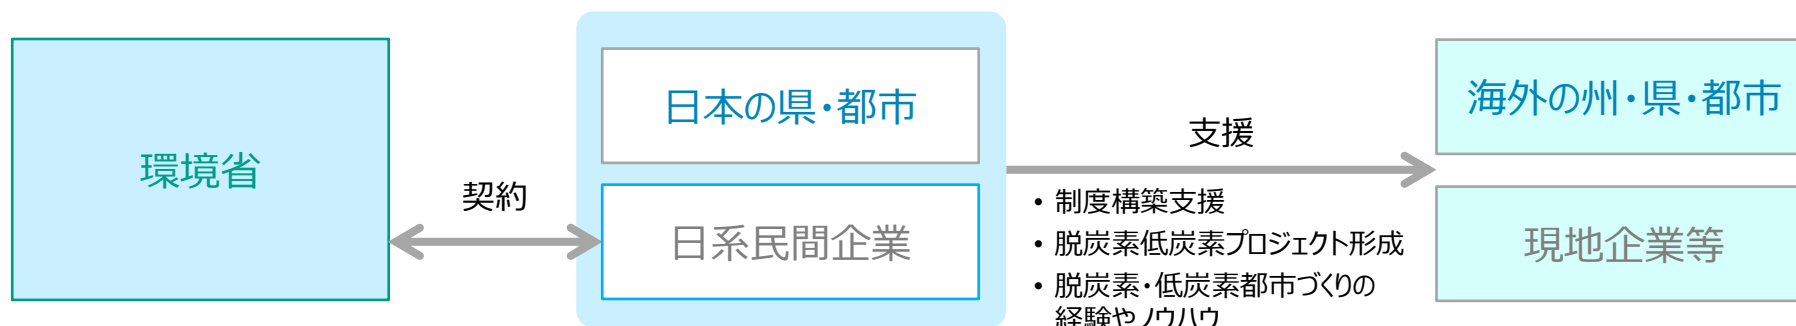 環境省
契約
日本の県・都市
日系民間企業
支援
• 制度構築支援
• 脱炭素低炭素プロジェクト形成
• 脱炭素・低炭素都市づくりの
経験やノウハウ
海外の州・県・都市
現地企業等